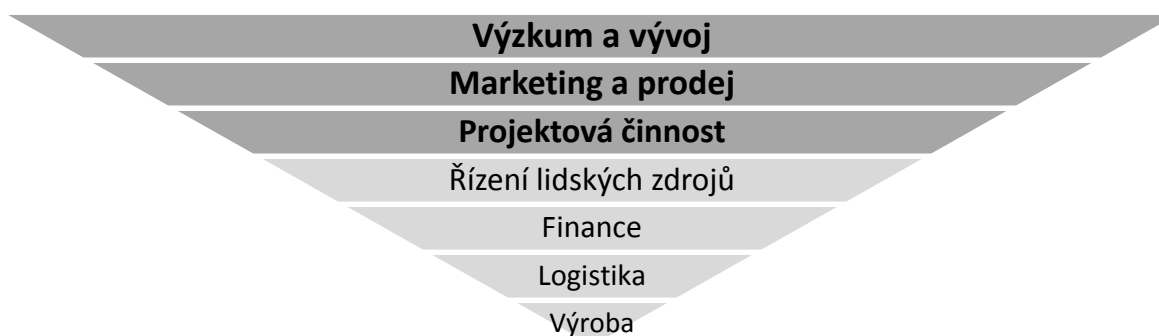 Výzkum a vývoj
Marketing a prodej
Projektová činnost
Řízení lidských zdrojů
Finance
Logistika
Výroba